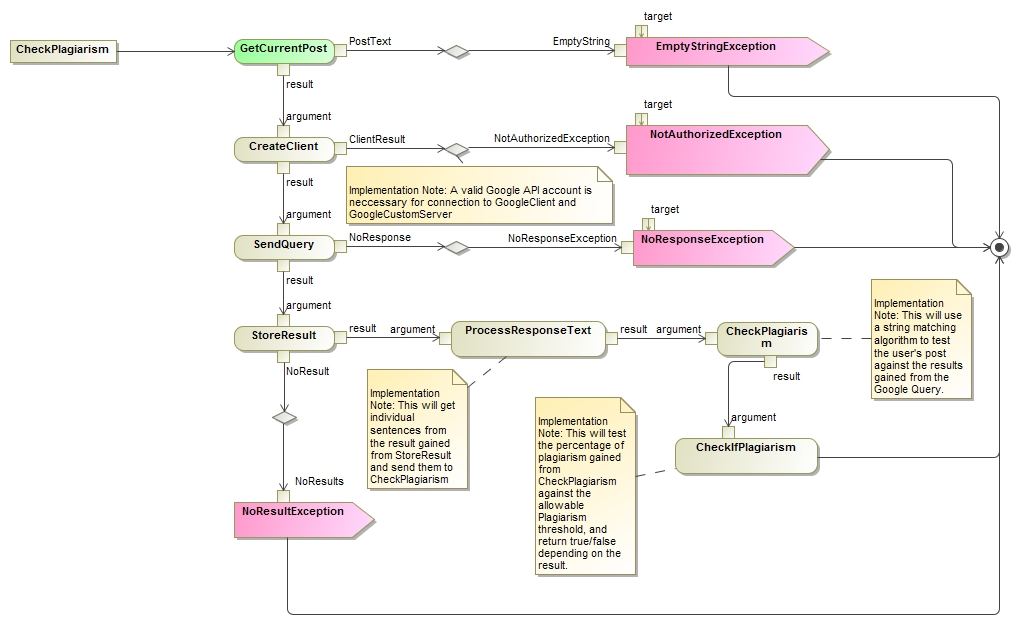 target
CheckPlagiarism
GetCurrentPost
PostText
EmptyString
EmptyStringException
result
argument
target
CreateClient
ClientResult
NotAuthorizedException
NotAuthorizedException
result
Implementation Note: A valid Google API account is
neccessary for connection to GoogleClient and
GoogleCustomServer
argument
target
SendQuery
NoResponse
NoResponseException
NoResponseException
result
argument
StoreResult
result
argument
ProcessResponseText
result
argument
CheckPlagiaris
m
Implementation
Note: This will use
a string matching
algorithm to test
the user's post
against the results
gained from the
Google Query.
NoResult
result
Implementation
Note: This will get
individual
sentences from
the result gained
from StoreResult
and send them to
CheckPlagiarism
argument
CheckIfPlagiarism
Implementation
Note: This will test
the percentage of
plagiarism gained
from
CheckPlagiarism
against the
allowable
Plagiarism
threshold, and
return true/false
depending on the
result.
NoResults
NoResultException